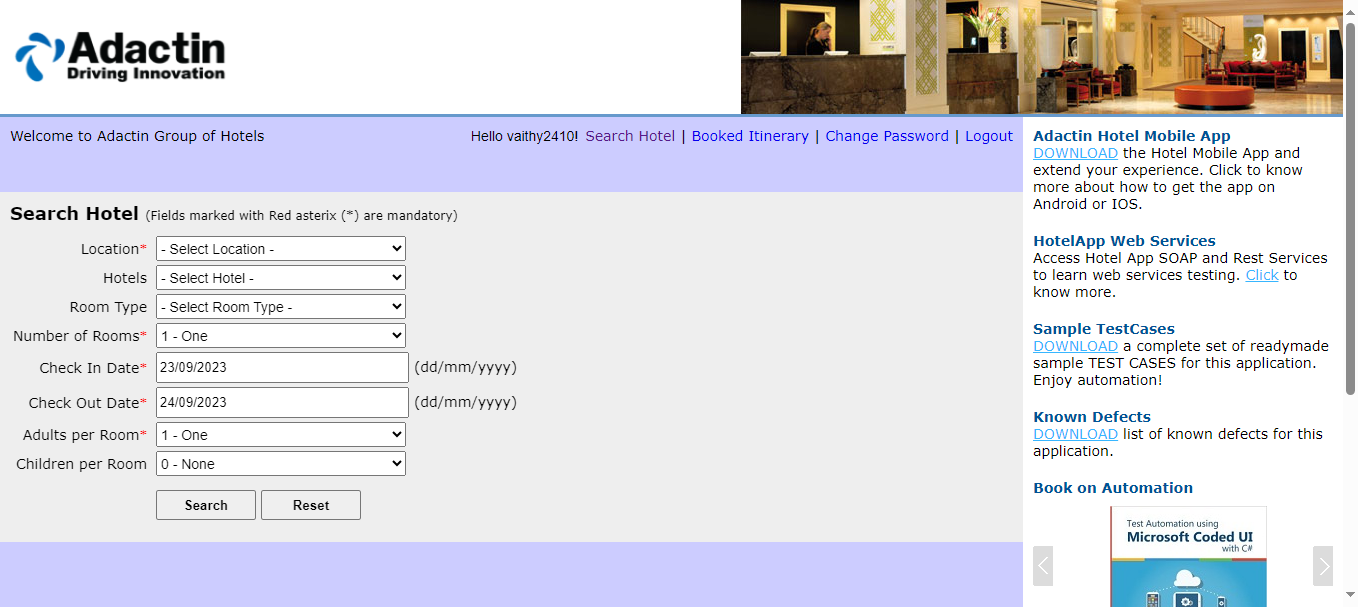 Adactin
Driving Innovation
Welcome to Adactin Group of Hotels
Hello vaithy2410! Search Hotel | Booked Itinerary | Change Password | Logout
Search Hotel (Fields marked with Red asterix (*) are mandatory)
Location* - Select Location -
Hotels - Select Hotel -
Room Type - Select Room Type -
Number of Rooms* 1 - One
Check In Date* 23/09/2023 (dd/mm/yyyy)
Check Out Date* 24/09/2023 (dd/mm/yyyy)
Adults per Room* 1 - One
Children per Room 0 - None
Search Reset
Adactin Hotel Mobile App
DOWNLOAD the Hotel Mobile App and
extend your experience. Click to know
more about how to get the app on
Android or IOS.
HotelApp Web Services
Access Hotel App SOAP and Rest Services
to learn web services testing. Click to
know more.
Sample TestCases
DOWNLOAD a complete set of readymade
sample TEST CASES for this application.
Enjoy automation!
Known Defects
DOWNLOAD list of known defects for this
application.
Book on Automation
Test Automation using
Microsoft Coded UI
with C#